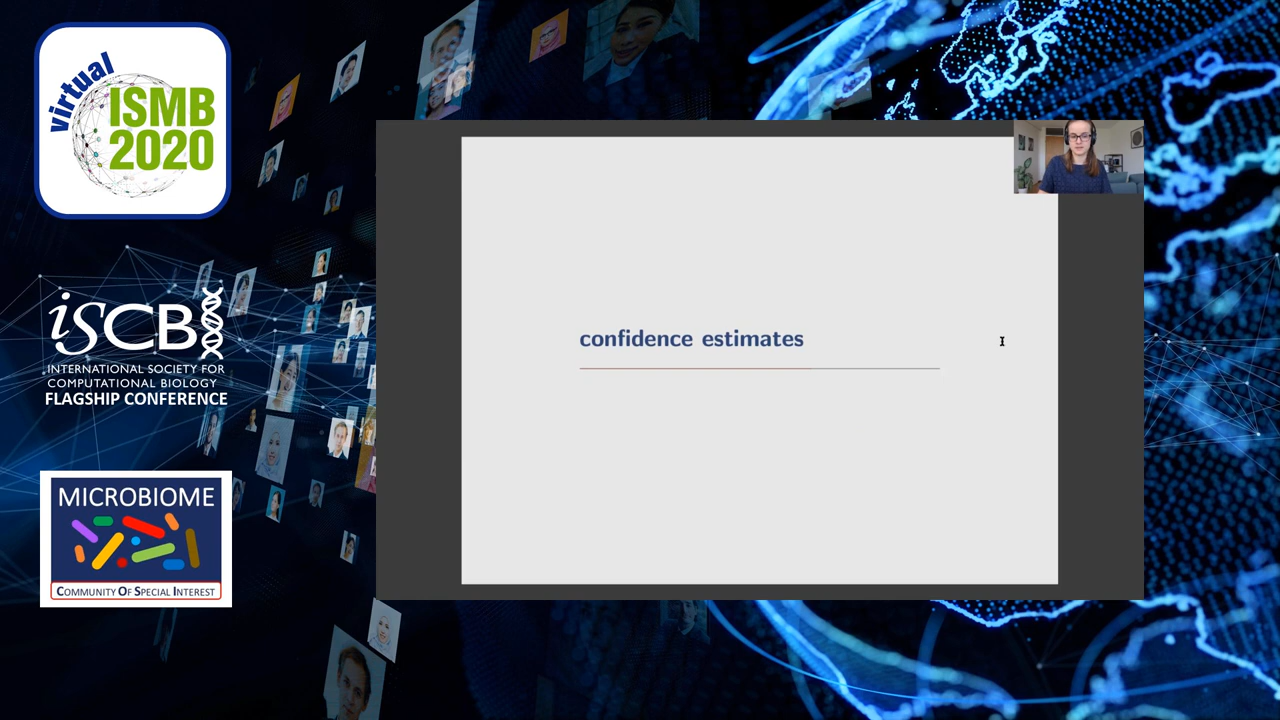 virtual
ISMB
2020
iSCB
INTERNATIONAL SOCIETY FOR
COMPUTATIONAL BIOLOGY
FLAGSHIP CONFERENCE
MICROBIOME
COMMUNITY OF SPECIAL INTEREST
confidence estimates